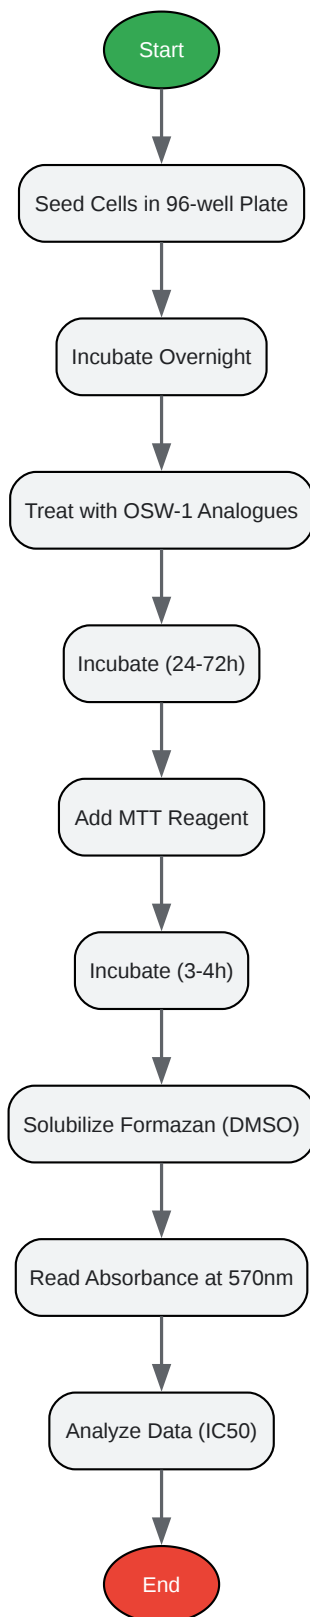 Start
Seed Cells in 96-well Plate
Incubate Overnight
Treat with OSW-1 Analogues
Incubate (24-72h)
Add MTT Reagent
Incubate (3-4h)
Solubilize Formazan (DMSO)
Read Absorbance at 570nm
Analyze Data (IC50)
End